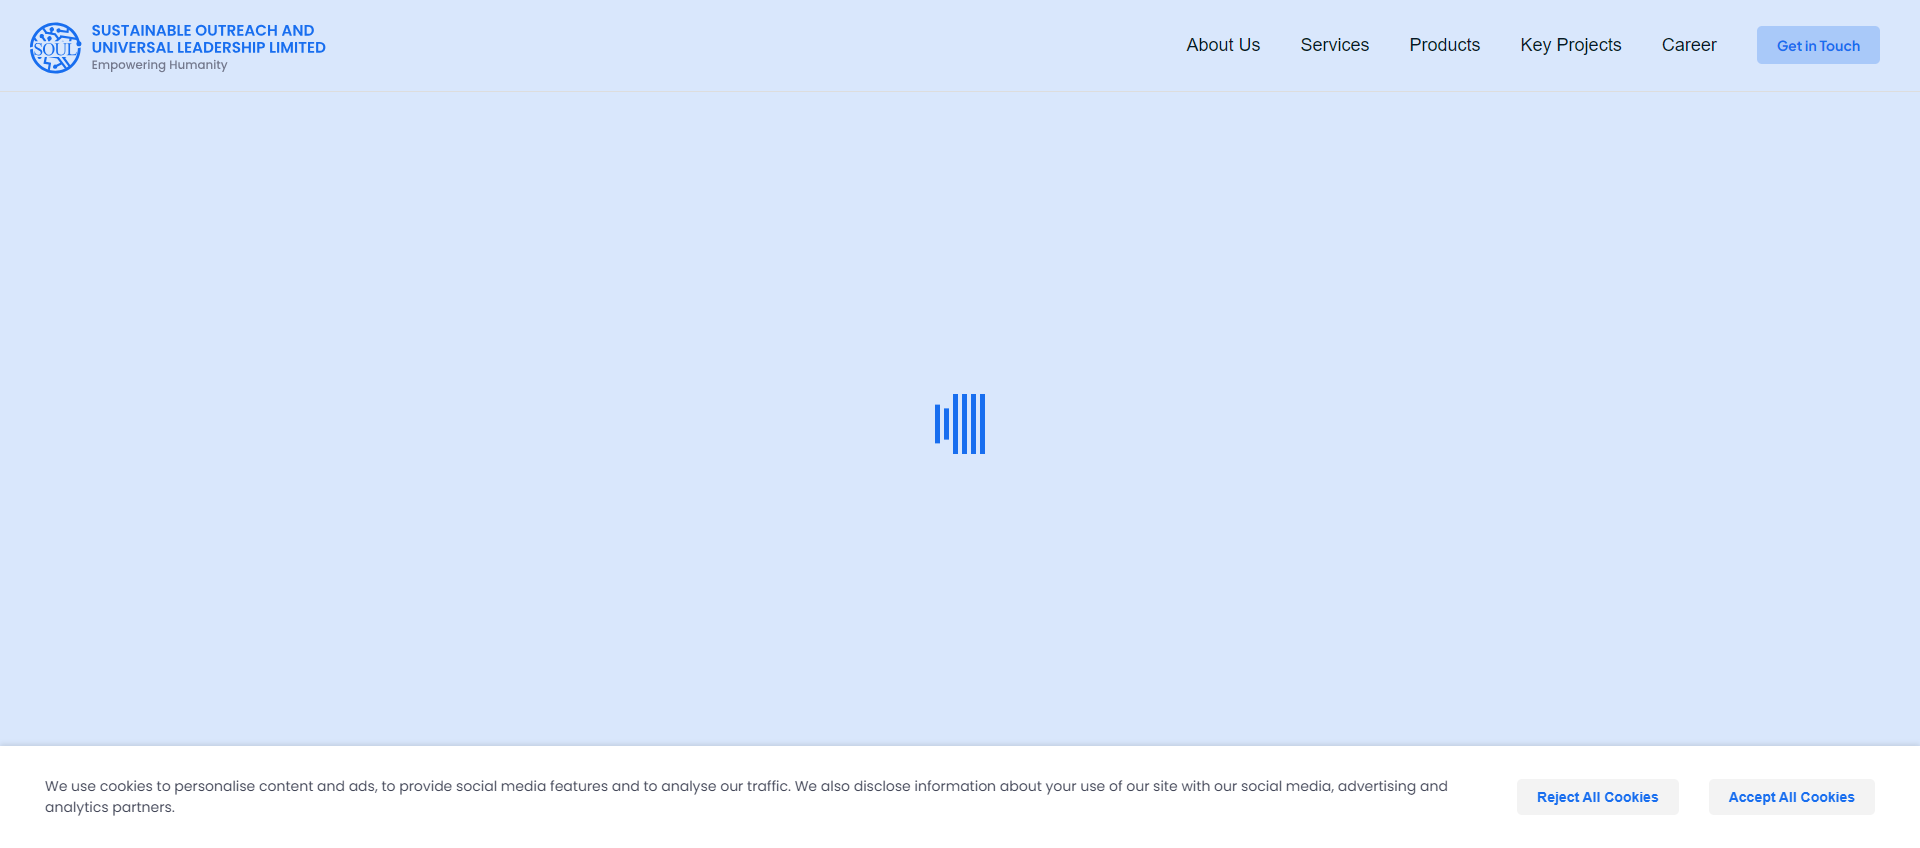 SOUL
SUSTAINABLE OUTREACH AND
UNIVERSAL LEADERSHIP LIMITED
Empowering Humanity
About Us
Services
Products
Key Projects
Career
Get in Touch
We use cookies to personalise content and ads, to provide social media features and to analyse our traffic. We also disclose information about your use of our site with our social media, advertising and
analytics partners.
Reject All Cookies
Accept All Cookies